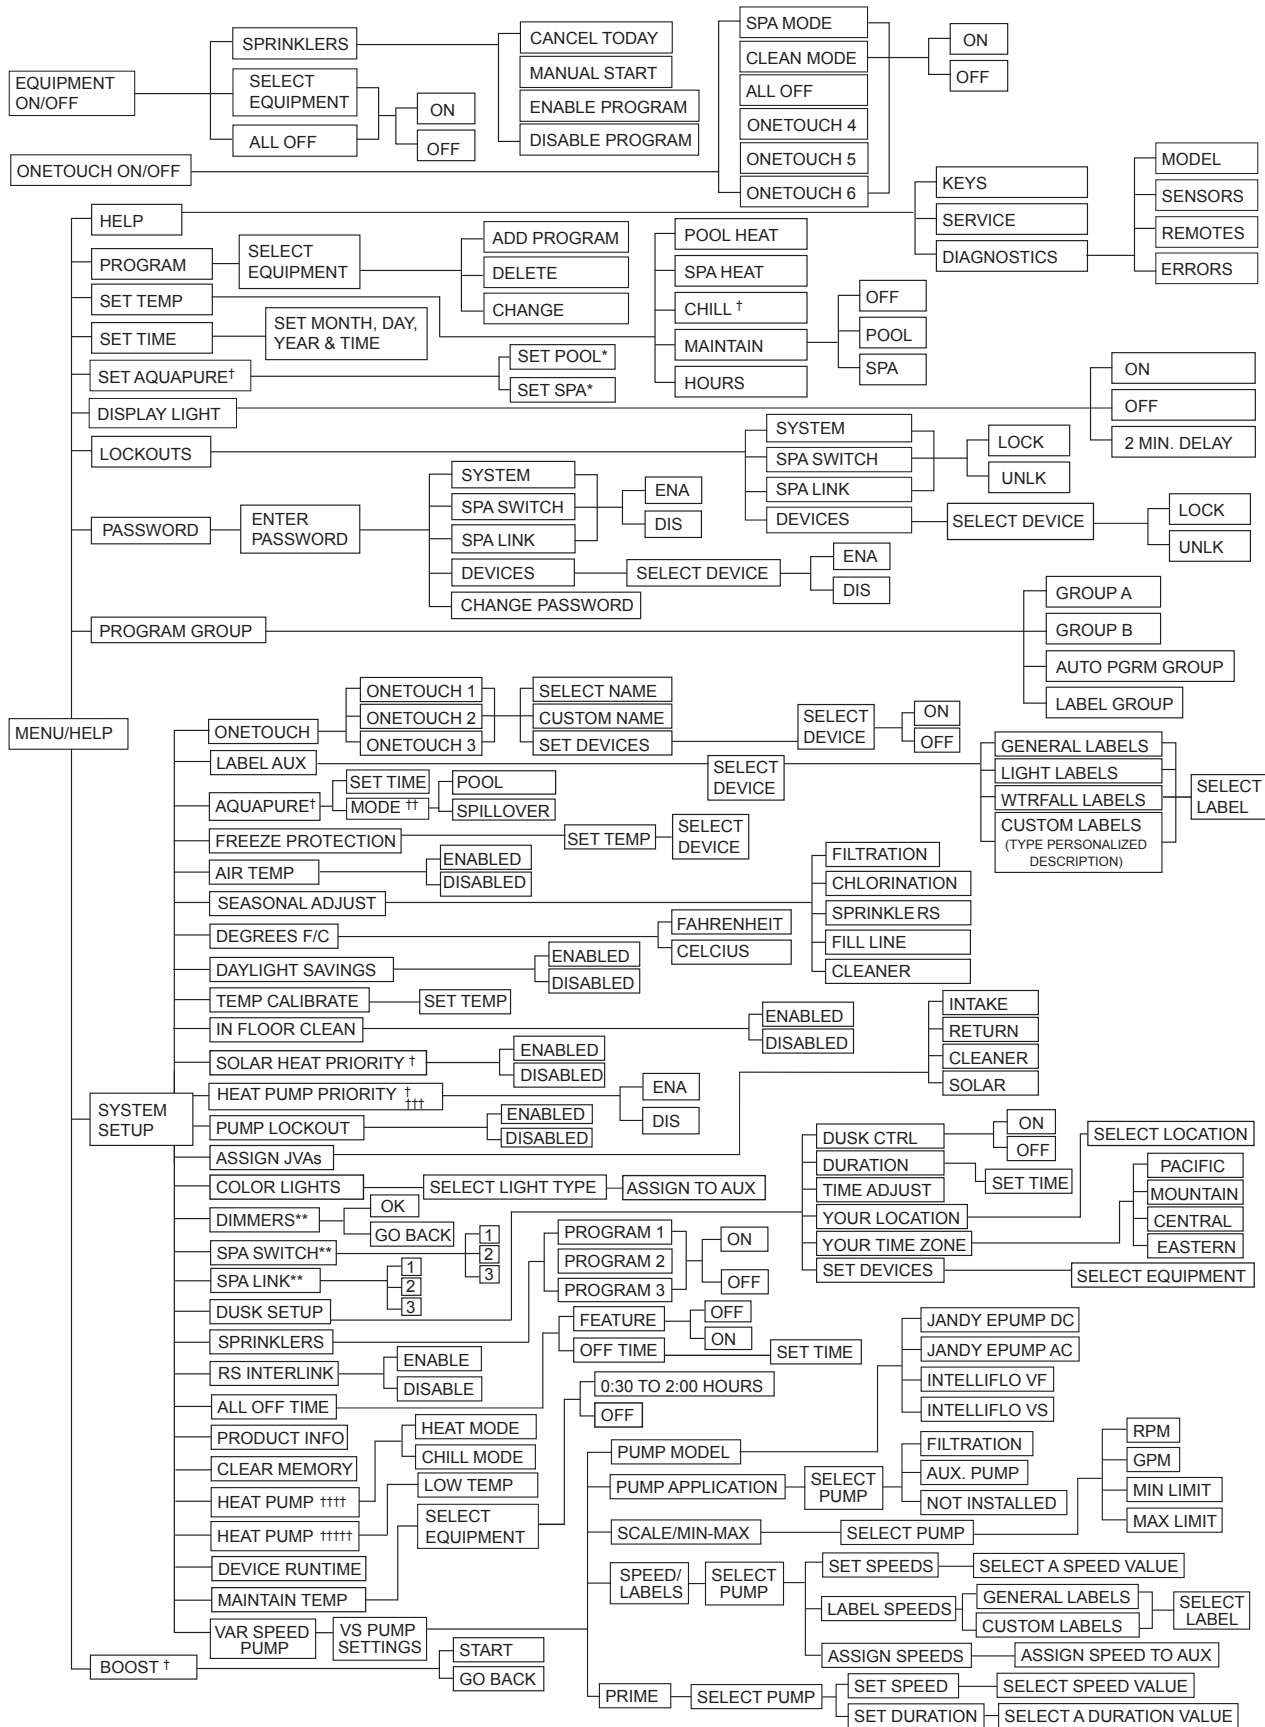 EQUIPMENT
ON/OFF
SPRINKLERS
CANCEL TODAY
MANUAL START
ENABLE PROGRAM
DISABLE PROGRAM
SELECT
EQUIPMENT
ALL OFF
ON
OFF
ONETOUCH ON/OFF
SPA MODE
CLEAN MODE
ALL OFF
ONETOUCH 4
ONETOUCH 5
ONETOUCH 6
ON
OFF
MENU/HELP
HELP
KEYS
SERVICE
DIAGNOSTICS
MODEL
SENSORS
REMOTES
ERRORS
PROGRAM
SELECT
EQUIPMENT
ADD PROGRAM
DELETE
CHANGE
SET TEMP
POOL HEAT
SPA HEAT
CHILL †
MAINTAIN
HOURS
OFF
POOL
SPA
SET TIME
SET MONTH, DAY,
YEAR & TIME
SET AQUAPURE†
SET POOL*
SET SPA*
DISPLAY LIGHT
ON
OFF
2 MIN. DELAY
LOCKOUTS
SYSTEM
SPA SWITCH
SPA LINK
DEVICES
LOCK
UNLK
SELECT DEVICE
LOCK
UNLK
PASSWORD
ENTER
PASSWORD
SYSTEM
SPA SWITCH
SPA LINK
DEVICES
CHANGE PASSWORD
ENA
DIS
SELECT DEVICE
ENA
DIS
PROGRAM GROUP
GROUP A
GROUP B
AUTO PGRM GROUP
LABEL GROUP
SYSTEM
SETUP
ONETOUCH
ONETOUCH 1
ONETOUCH 2
ONETOUCH 3
SELECT NAME
CUSTOM NAME
SET DEVICES
SELECT
DEVICE
ON
OFF
LABEL AUX
SELECT
DEVICE
GENERAL LABELS
LIGHT LABELS
WTRFALL LABELS
CUSTOM LABELS
(TYPE PERSONALIZED
DESCRIPTION)
SELECT
LABEL
AQUAPURE†
SET TIME
MODE ††
POOL
SPILLOVER
FREEZE PROTECTION
SET TEMP
SELECT
DEVICE
AIR TEMP
ENABLED
DISABLED
SEASONAL ADJUST
FILTRATION
CHLORINATION
SPRINKLERS
FILL LINE
CLEANER
DEGREES F/C
FAHRENHEIT
CELCIUS
DAYLIGHT SAVINGS
ENABLED
DISABLED
TEMP CALIBRATE
SET TEMP
IN FLOOR CLEAN
ENABLED
DISABLED
SOLAR HEAT PRIORITY †
ENABLED
DISABLED
HEAT PUMP PRIORITY †
†††
ENA
DIS
PUMP LOCKOUT
ENABLED
DISABLED
ASSIGN JVAs
INTAKE
RETURN
CLEANER
SOLAR
COLOR LIGHTS
SELECT LIGHT TYPE
ASSIGN TO AUX
DIMMERS**
OK
GO BACK
SPA SWITCH**
1
2
3
SPA LINK**
1
2
3
DUSK SETUP
DUSK CTRL
ON
OFF
DURATION
SET TIME
TIME ADJUST
YOUR LOCATION
SELECT LOCATION
YOUR TIME ZONE
PACIFIC
MOUNTAIN
CENTRAL
EASTERN
SET DEVICES
SELECT EQUIPMENT
SPRINKLERS
PROGRAM 1
PROGRAM 2
PROGRAM 3
ON
OFF
RS INTERLINK
ENABLE
DISABLE
ALL OFF TIME
FEATURE
OFF
ON
OFF TIME
SET TIME
PRODUCT INFO
CLEAR MEMORY
HEAT PUMP ††††
HEAT MODE
CHILL MODE
HEAT PUMP †††††
LOW TEMP
DEVICE RUNTIME
MAINTAIN TEMP
SELECT
EQUIPMENT
0:30 TO 2:00 HOURS
OFF
VAR SPEED
PUMP
VS PUMP
SETTINGS
PUMP MODEL
JANDY EPUMP DC
JANDY EPUMP AC
INTELLIFLO VF
INTELLIFLO VS
PUMP APPLICATION
SELECT
PUMP
FILTRATION
AUX. PUMP
NOT INSTALLED
SCALE/MIN-MAX
SELECT PUMP
RPM
GPM
MIN LIMIT
MAX LIMIT
SPEED/
LABELS
SELECT
PUMP
SET SPEEDS
SELECT A SPEED VALUE
LABEL SPEEDS
GENERAL LABELS
CUSTOM LABELS
SELECT
LABEL
ASSIGN SPEEDS
ASSIGN SPEED TO AUX
PRIME
SELECT PUMP
SET SPEED
SELECT SPEED VALUE
SET DURATION
SELECT A DURATION VALUE
BOOST †
START
GO BACK